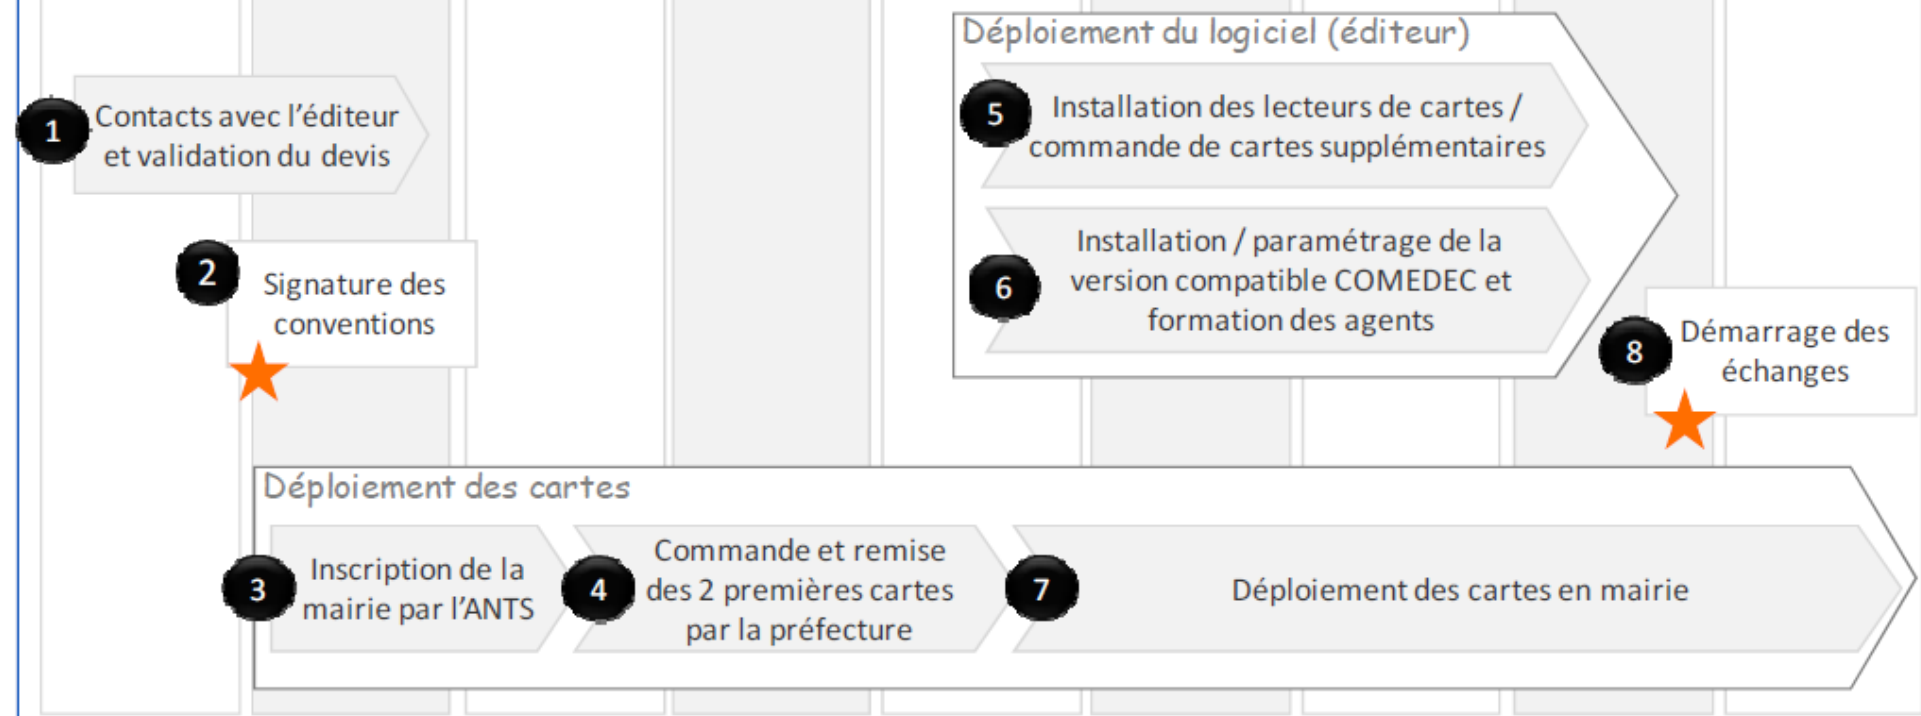 1
Contacts avec l'éditeur
et validation du devis
2
Signature des
conventions
Déploiement du logiciel (éditeur)
5
Installation des lecteurs de cartes /
commande de cartes supplémentaires
6
Installation / paramétrage de la
version compatible COMEDEC et
formation des agents
8
Démarrage des
échanges
Déploiement des cartes
3
Inscription de la
mairie par l'ANTS
4
Commande et remise
des 2 premières cartes
par la préfecture
7
Déploiement des cartes en mairie